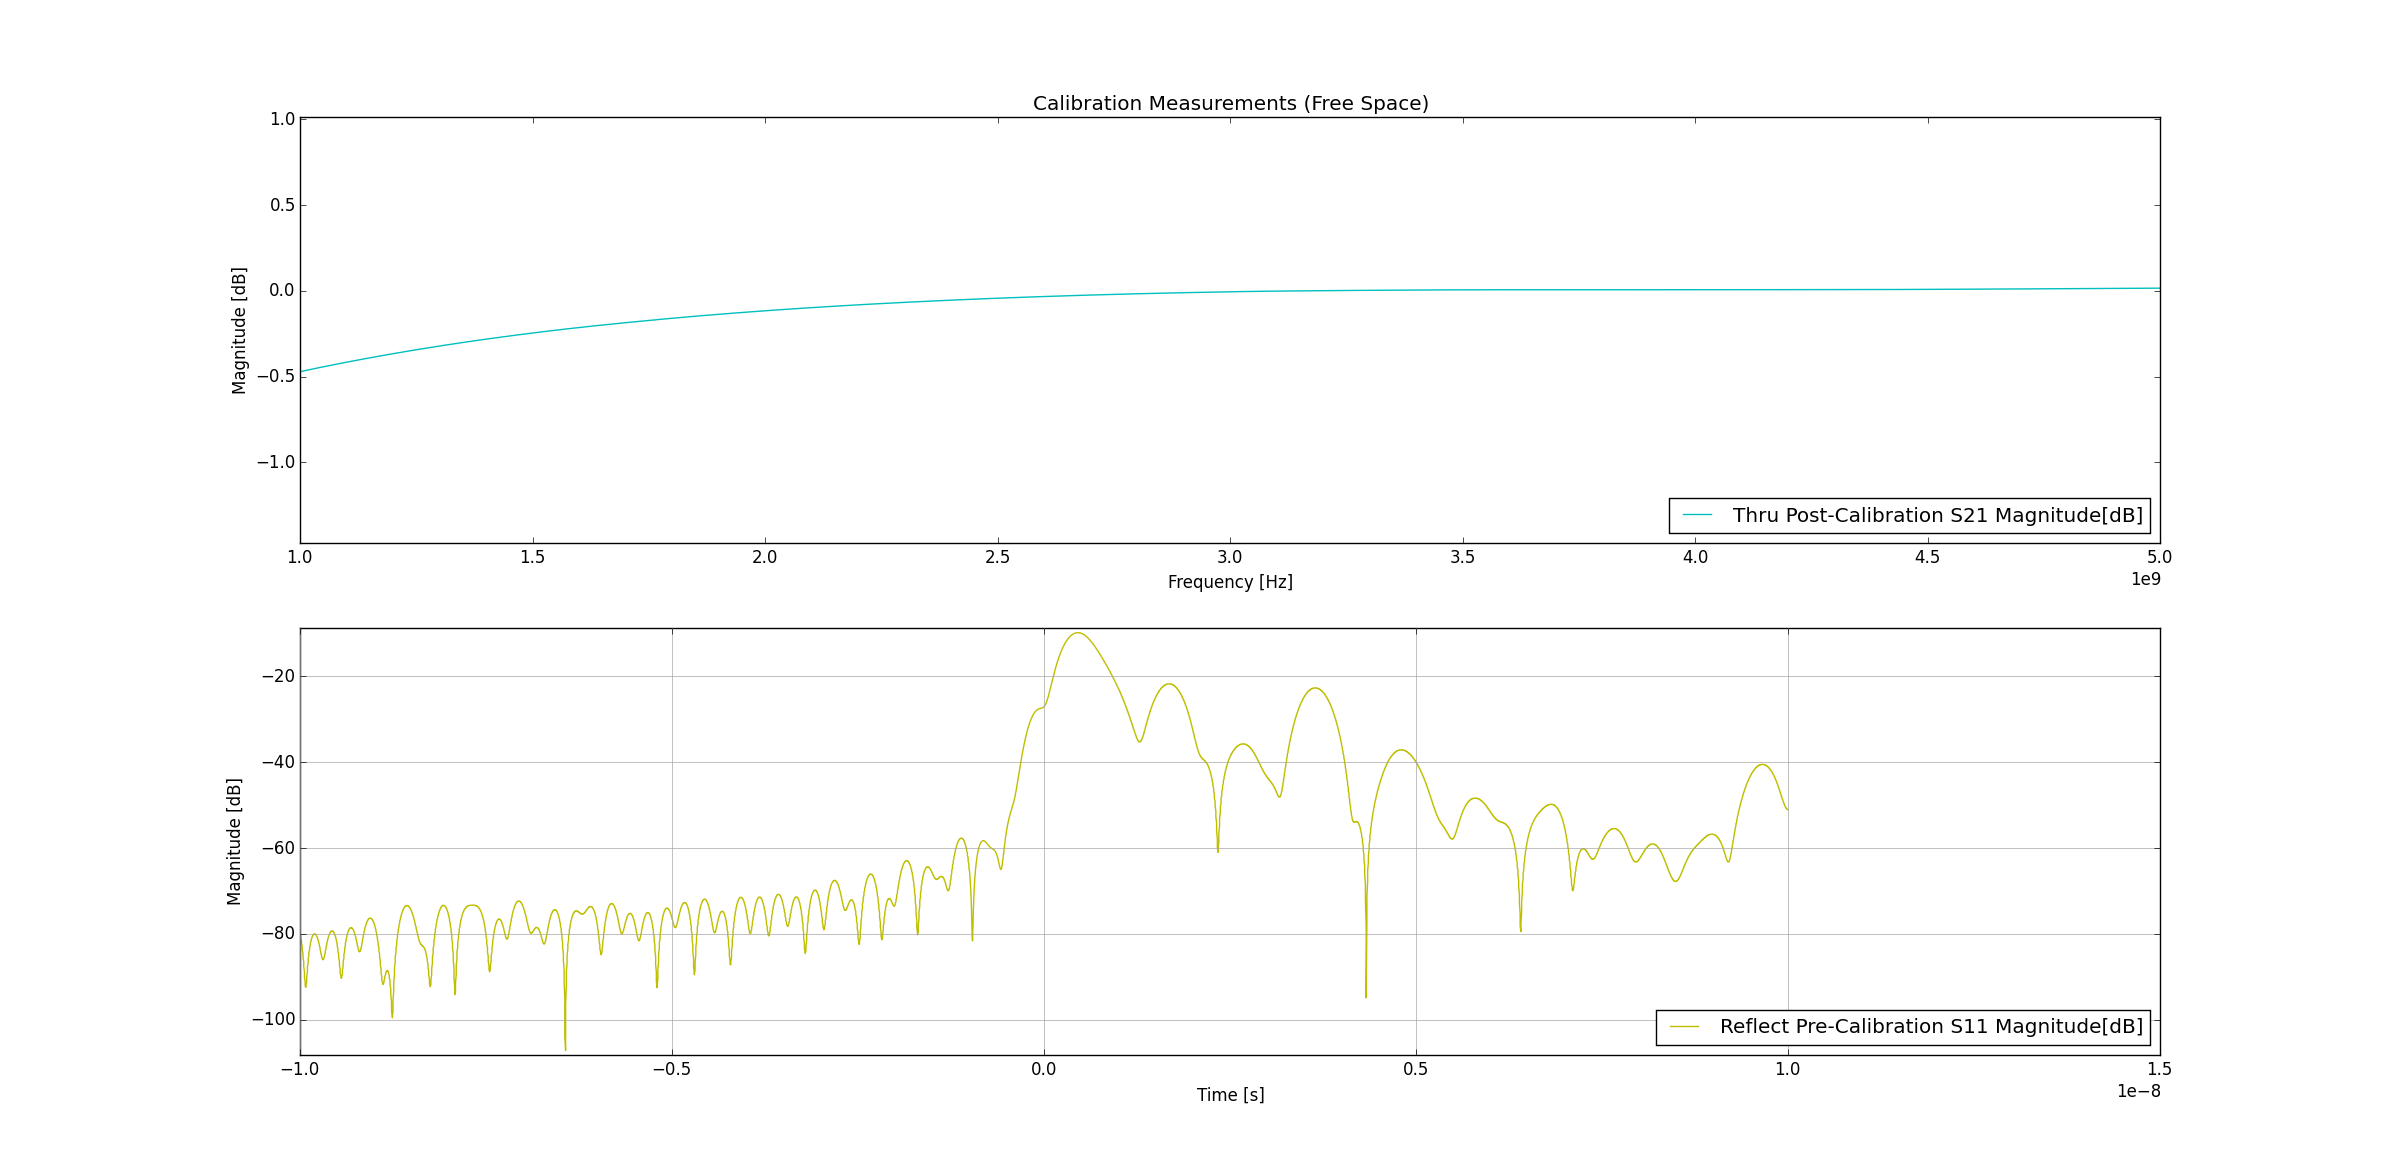 Calibration Measurements (Free Space)
1.0
0.5
0.0
−0.5
−1.0
Magnitude [dB]
Thru Post-Calibration S21 Magnitude[dB]
1.0 1.5 2.0 2.5 3.0 3.5 4.0 4.5 5.0
Frequency [Hz]
1e9
−20
−40
−60
−80
−100
Magnitude [dB]
Reflect Pre-Calibration S11 Magnitude[dB]
−1.0 −0.5 0.0 0.5 1.0 1.5
Time [s]
1e−8